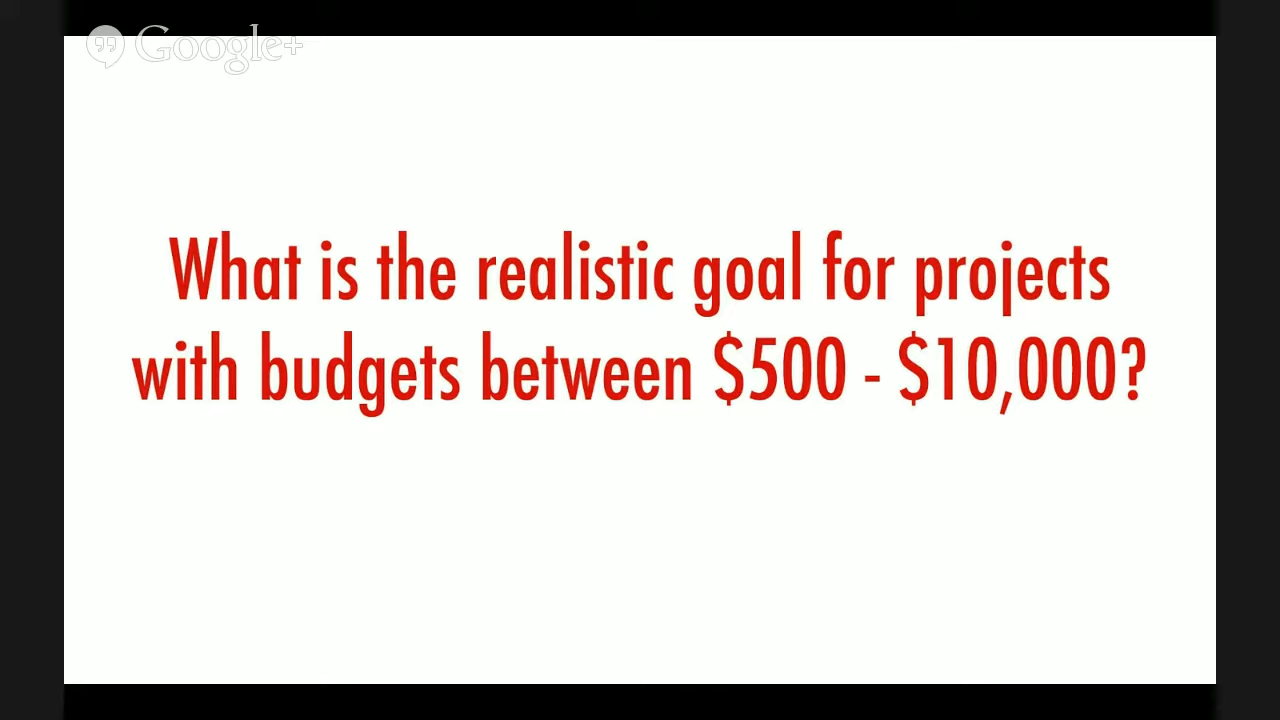 Google+
What is the realistic goal for projects
with budgets between $500 - $10,000?